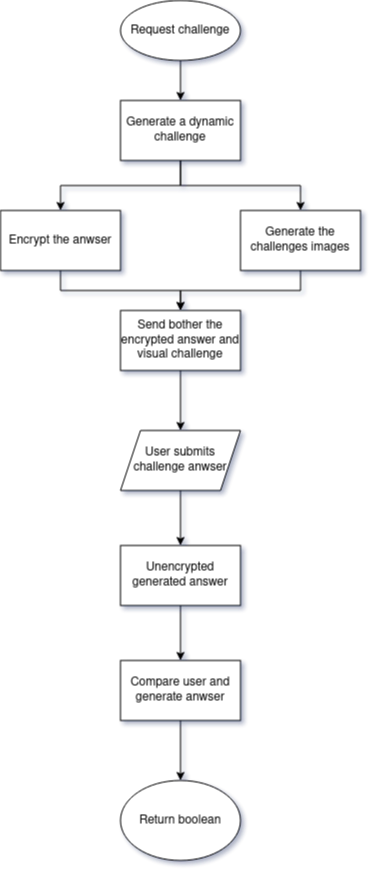 Request challenge
Generate a dynamic
challenge
Encrypt the anwser
Generate the
challenges images
Send bother the
encrypted answer and
visual challenge
User submits
challenge anwser
Unencrypted
generated answer
Compare user and
generate anwser
Return boolean